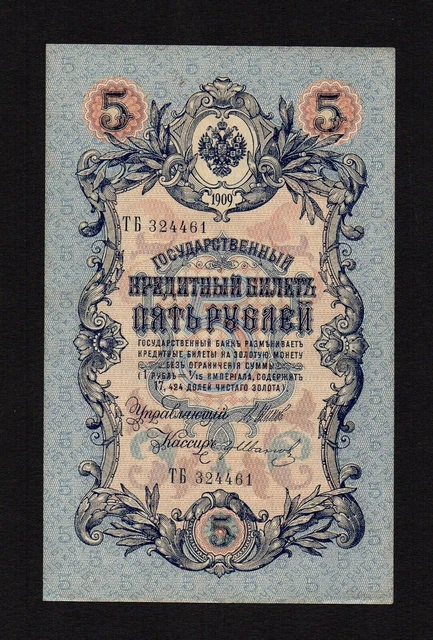 5 5
1909
ТБ 324461
ГОСУДАРСТВЕННЫЙ
КРЕДИТНЫЙ БИЛЕТЪ
ПЯТЬ РУБЛЕЙ
ГОСУДАРСТВЕННЫЙ БАНКЪ РАЗМѢНИВАЕТЪ
КРЕДИТНЫЕ БИЛЕТЫ НА ЗОЛОТУЮ МОНЕТУ
БЕЗЪ ОГРАНИЧЕНІЯ СУММЫ
(1 РУБЛЬ = 1/15 ИМПЕРІАЛА, СОДЕРЖИТЪ
17,424 ДОЛЕЙ ЧИСТАГО ЗОЛОТА).
Управляющій
Кассиръ
ТБ 324461
5